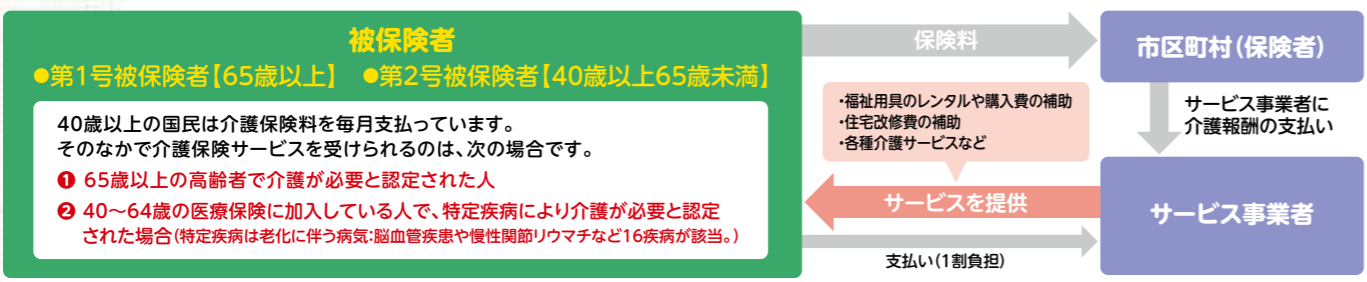 被保険者
●第1号被保険者【65歳以上】 ●第2号被保険者【40歳以上65歳未満】
40歳以上の国民は介護保険料を毎月支払っています。
そのなかで介護保険サービスを受けられるのは、次の場合です。
❶ 65歳以上の高齢者で介護が必要と認定された人
❷ 40〜64歳の医療保険に加入している人で、特定疾病により介護が必要と認定
された場合(特定疾病は老化に伴う病気:脳血管疾患や慢性関節リウマチなど16疾病が該当。)
保険料
市区町村(保険者)
・福祉用具のレンタルや購入費の補助
・住宅改修費の補助
・各種介護サービスなど
サービス事業者に
介護報酬の支払い
サービスを提供
サービス事業者
支払い(1割負担)